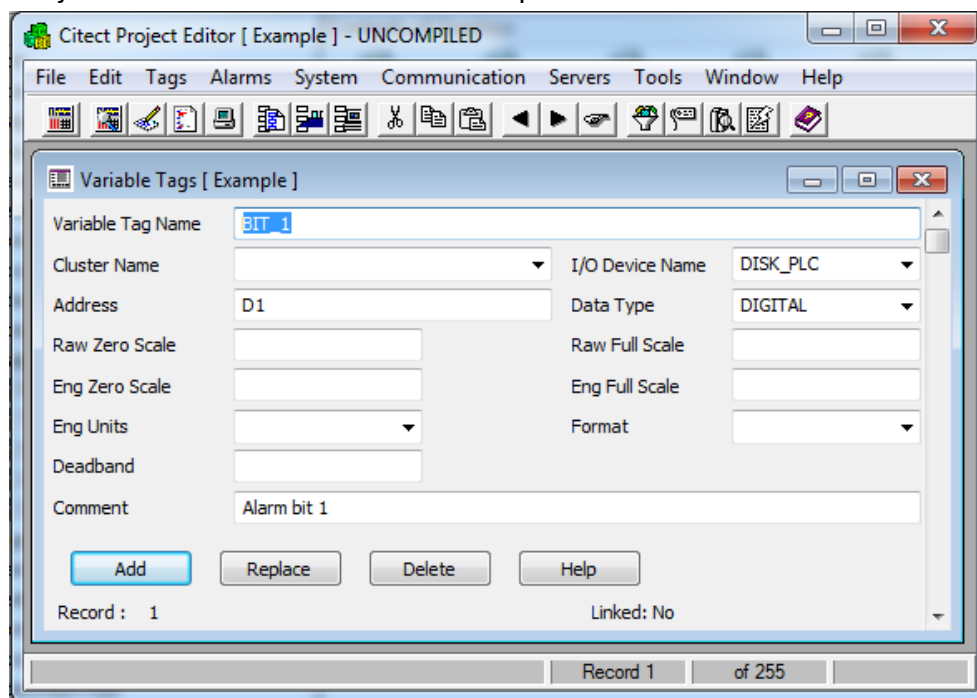 Citect Project Editor [ Example ] - UNCOMPILED
File Edit Tags Alarms System Communication Servers Tools Window Help
Variable Tags [ Example ]
Variable Tag Name BIT_1
Cluster Name I/O Device Name DISK_PLC
Address D1 Data Type DIGITAL
Raw Zero Scale Raw Full Scale
Eng Zero Scale Eng Full Scale
Eng Units Format
Deadband
Comment Alarm bit 1
Add Replace Delete Help
Record : 1 Linked: No
Record 1 of 255